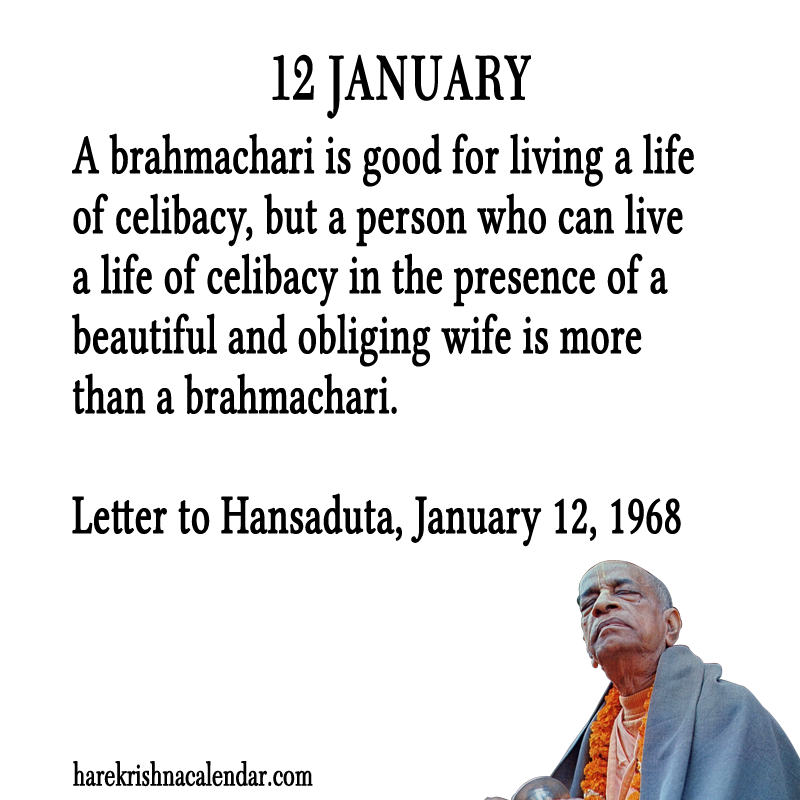 12 JANUARY
A brahmachari is good for living a life
of celibacy, but a person who can live
a life of celibacy in the presence of a
beautiful and obliging wife is more
than a brahmachari.
Letter to Hansaduta, January 12, 1968
harekrishnacalendar.com